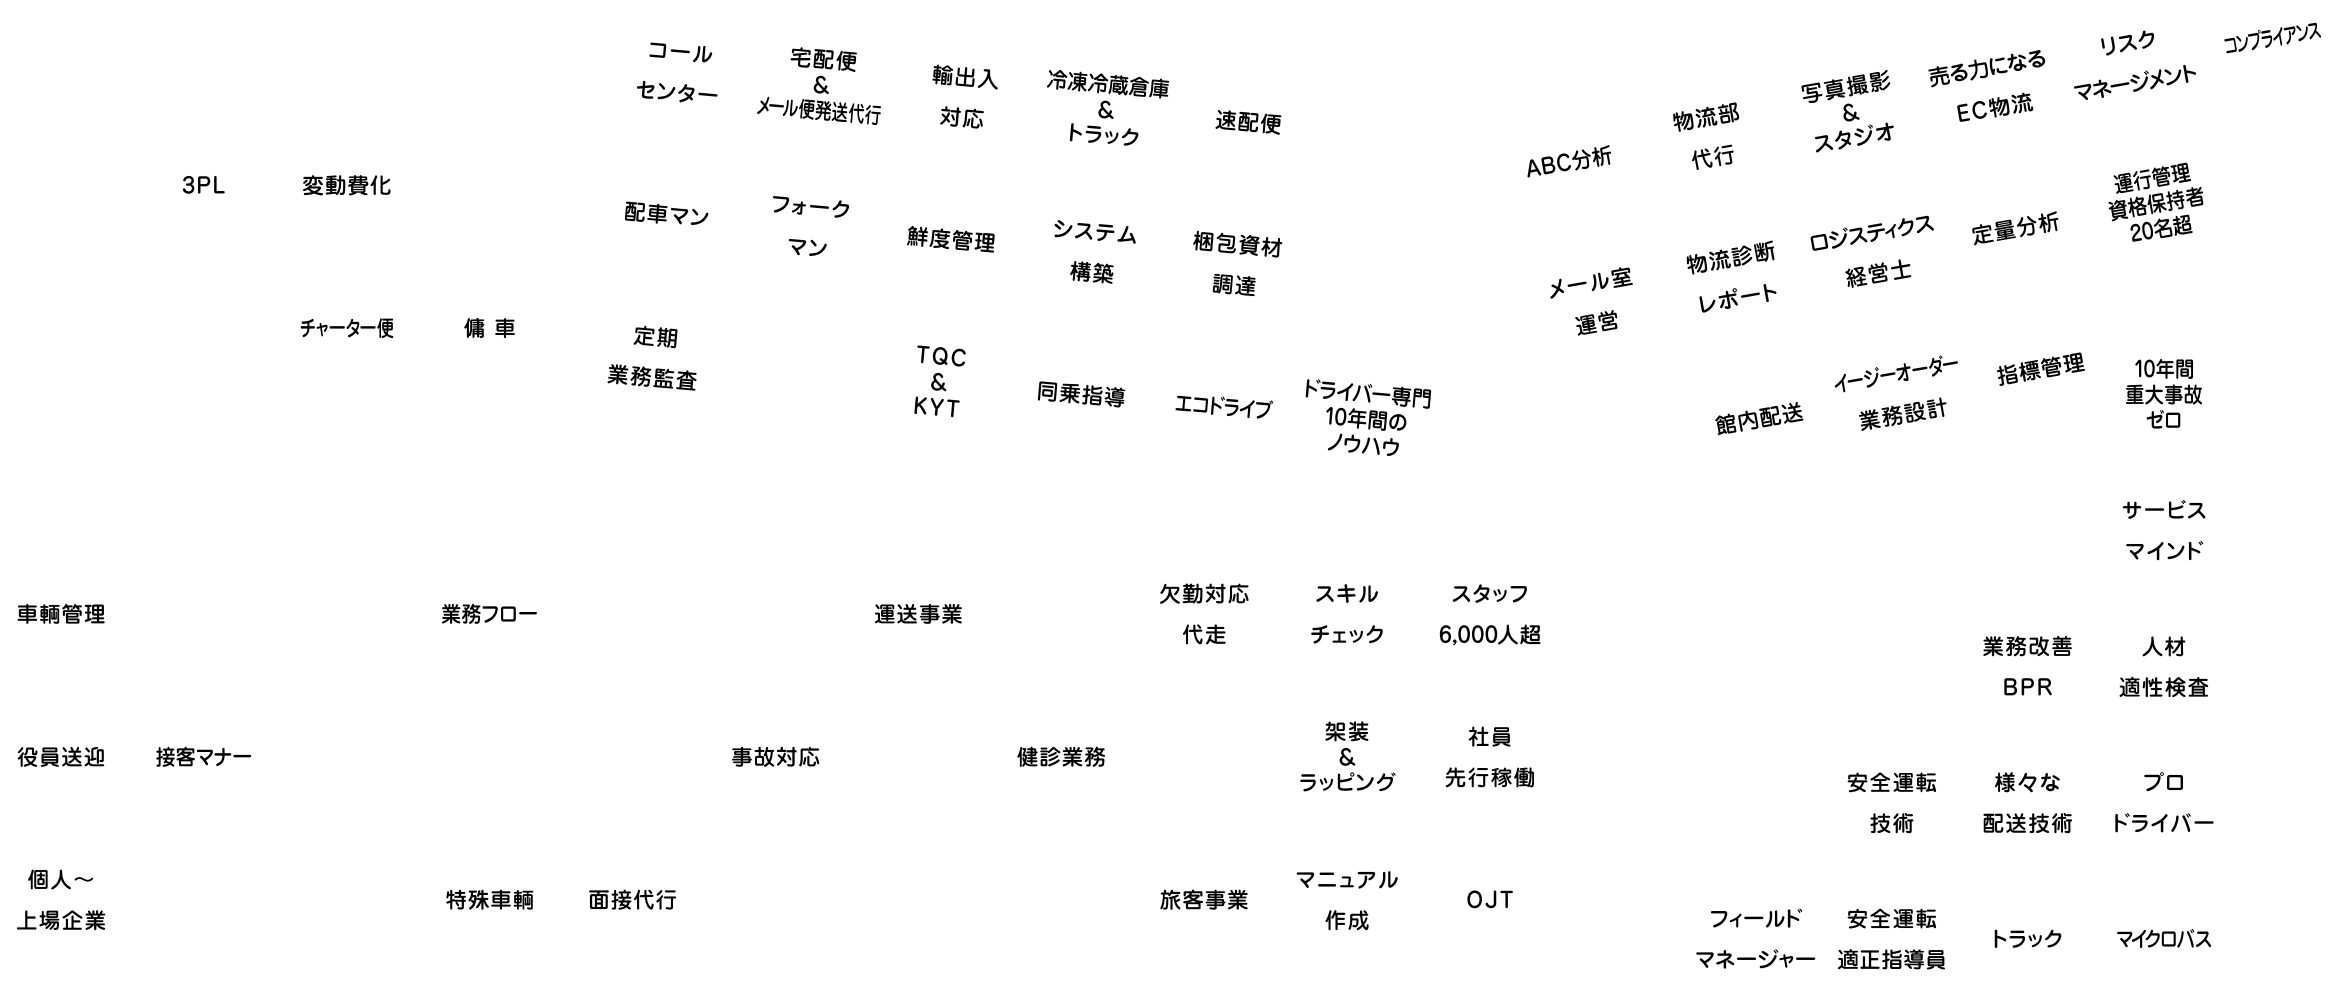 コール
センター
宅配便
&
メール便発送代行
輸出入
対応
冷凍冷蔵倉庫
&
トラック
速配便
ABC分析
物流部
代行
写真撮影
&
スタジオ
売る力になる
EC物流
リスク
マネージメント
コンプライアンス
3PL
変動費化
配車マン
フォーク
マン
鮮度管理
システム
構築
梱包資材
調達
メール室
運営
物流診断
レポート
ロジスティクス
経営士
定量分析
運行管理
資格保持者
20名超
チャーター便
傭 車
定期
業務監査
TQC
&
KYT
同乗指導
エコドライブ
ドライバー専門
10年間の
ノウハウ
館内配送
イージーオーダー
業務設計
指標管理
10年間
重大事故
ゼロ
サービス
マインド
車輌管理
業務フロー
運送事業
欠勤対応
代走
スキル
チェック
スタッフ
6,000人超
業務改善
BPR
人材
適性検査
役員送迎
接客マナー
事故対応
健診業務
架装
&
ラッピング
社員
先行稼働
安全運転
技術
様々な
配送技術
プロ
ドライバー
個人～
上場企業
特殊車輌
面接代行
旅客事業
マニュアル
作成
OJT
フィールド
マネージャー
安全運転
適正指導員
トラック
マイクロバス